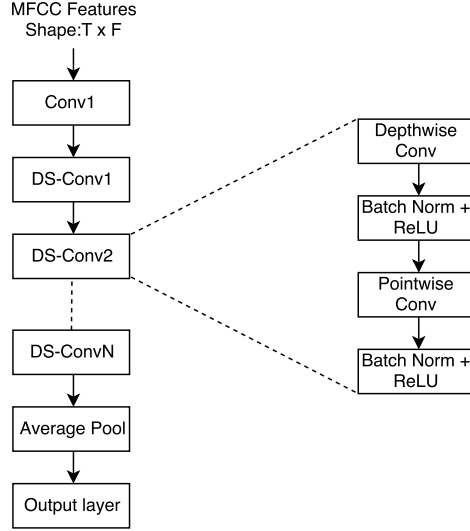 MFCC Features
Shape:T x F
Conv1
DS-Conv1
DS-Conv2
DS-ConvN
Average Pool
Output layer
Depthwise
Conv
Batch Norm +
ReLU
Pointwise
Conv
Batch Norm +
ReLU